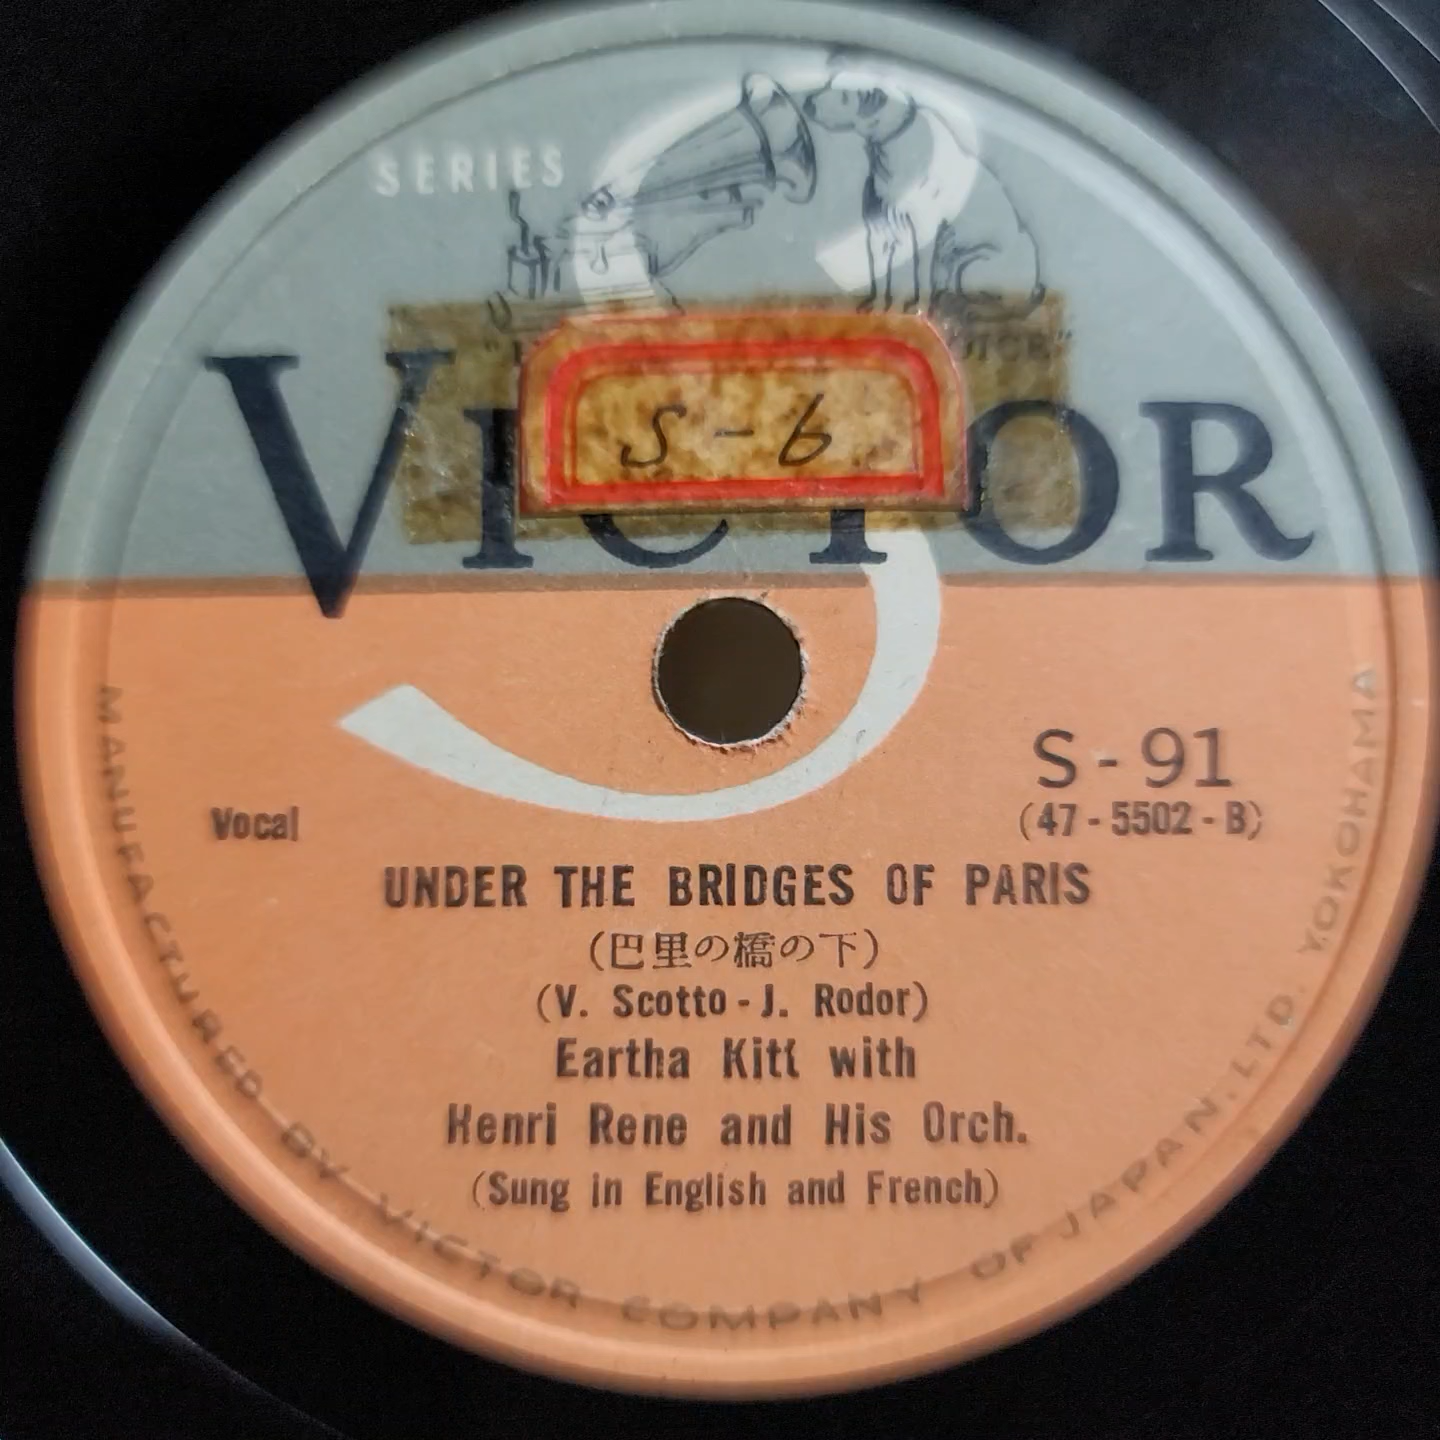 SERIES
VICTOR
S-6
S-91
(47-5502-B)
Vocal
UNDER THE BRIDGES OF PARIS
(巴里の橋の下)
(V. Scotto-J. Rodor)
Eartha Kitt with
Henri Rene and His Orch.
(Sung in English and French)
MANUFACTURED BY VICTOR COMPANY OF JAPAN, LTD. YOKOHAMA